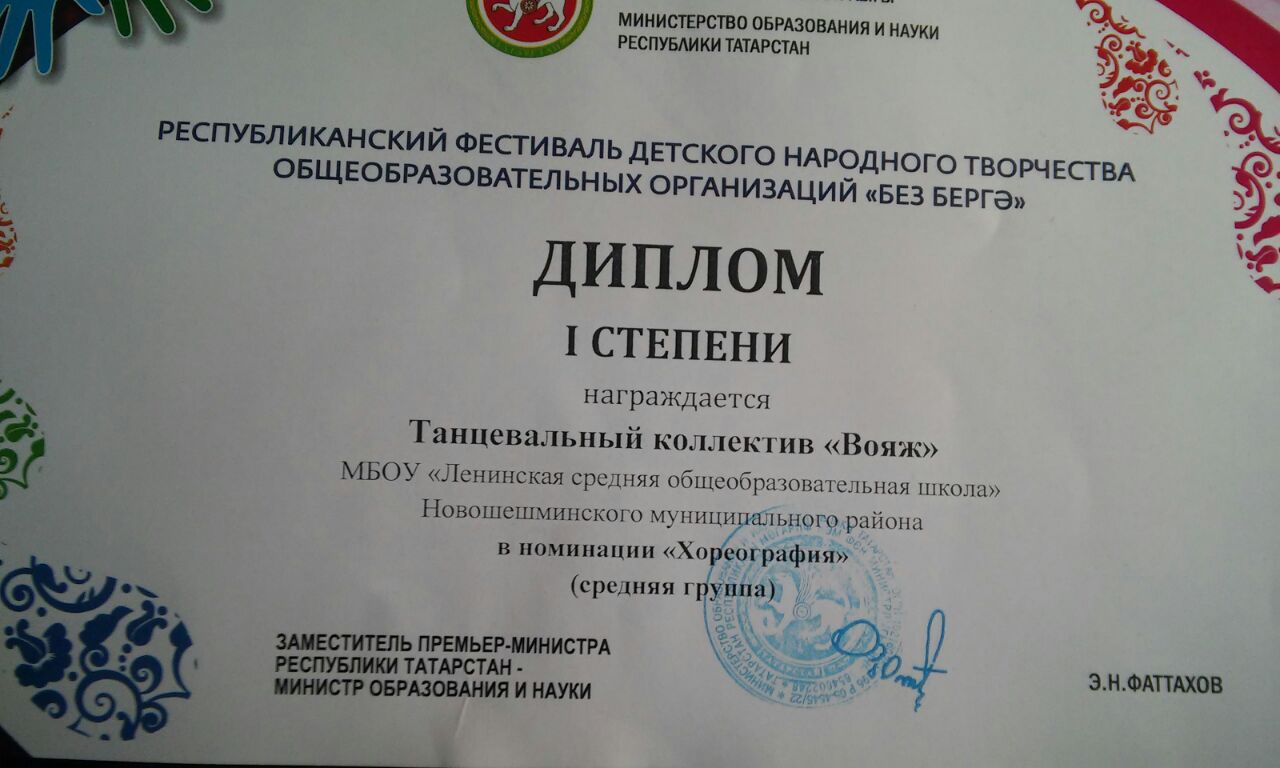 МИНИСТЕРСТВО ОБРАЗОВАНИЯ И НАУКИ
РЕСПУБЛИКИ ТАТАРСТАН
РЕСПУБЛИКАНСКИЙ ФЕСТИВАЛЬ ДЕТСКОГО НАРОДНОГО ТВОРЧЕСТВА
ОБЩЕОБРАЗОВАТЕЛЬНЫХ ОРГАНИЗАЦИЙ «БЕЗ БЕРГӘ»
ДИПЛОМ
I СТЕПЕНИ
награждается
Танцевальный коллектив «Вояж»
МБОУ «Ленинская средняя общеобразовательная школа»
Новошешминского муниципального района
в номинации «Хореография»
(средняя группа)
ЗАМЕСТИТЕЛЬ ПРЕМЬЕР-МИНИСТРА
РЕСПУБЛИКИ ТАТАРСТАН -
МИНИСТР ОБРАЗОВАНИЯ И НАУКИ
Э.Н.ФАТТАХОВ